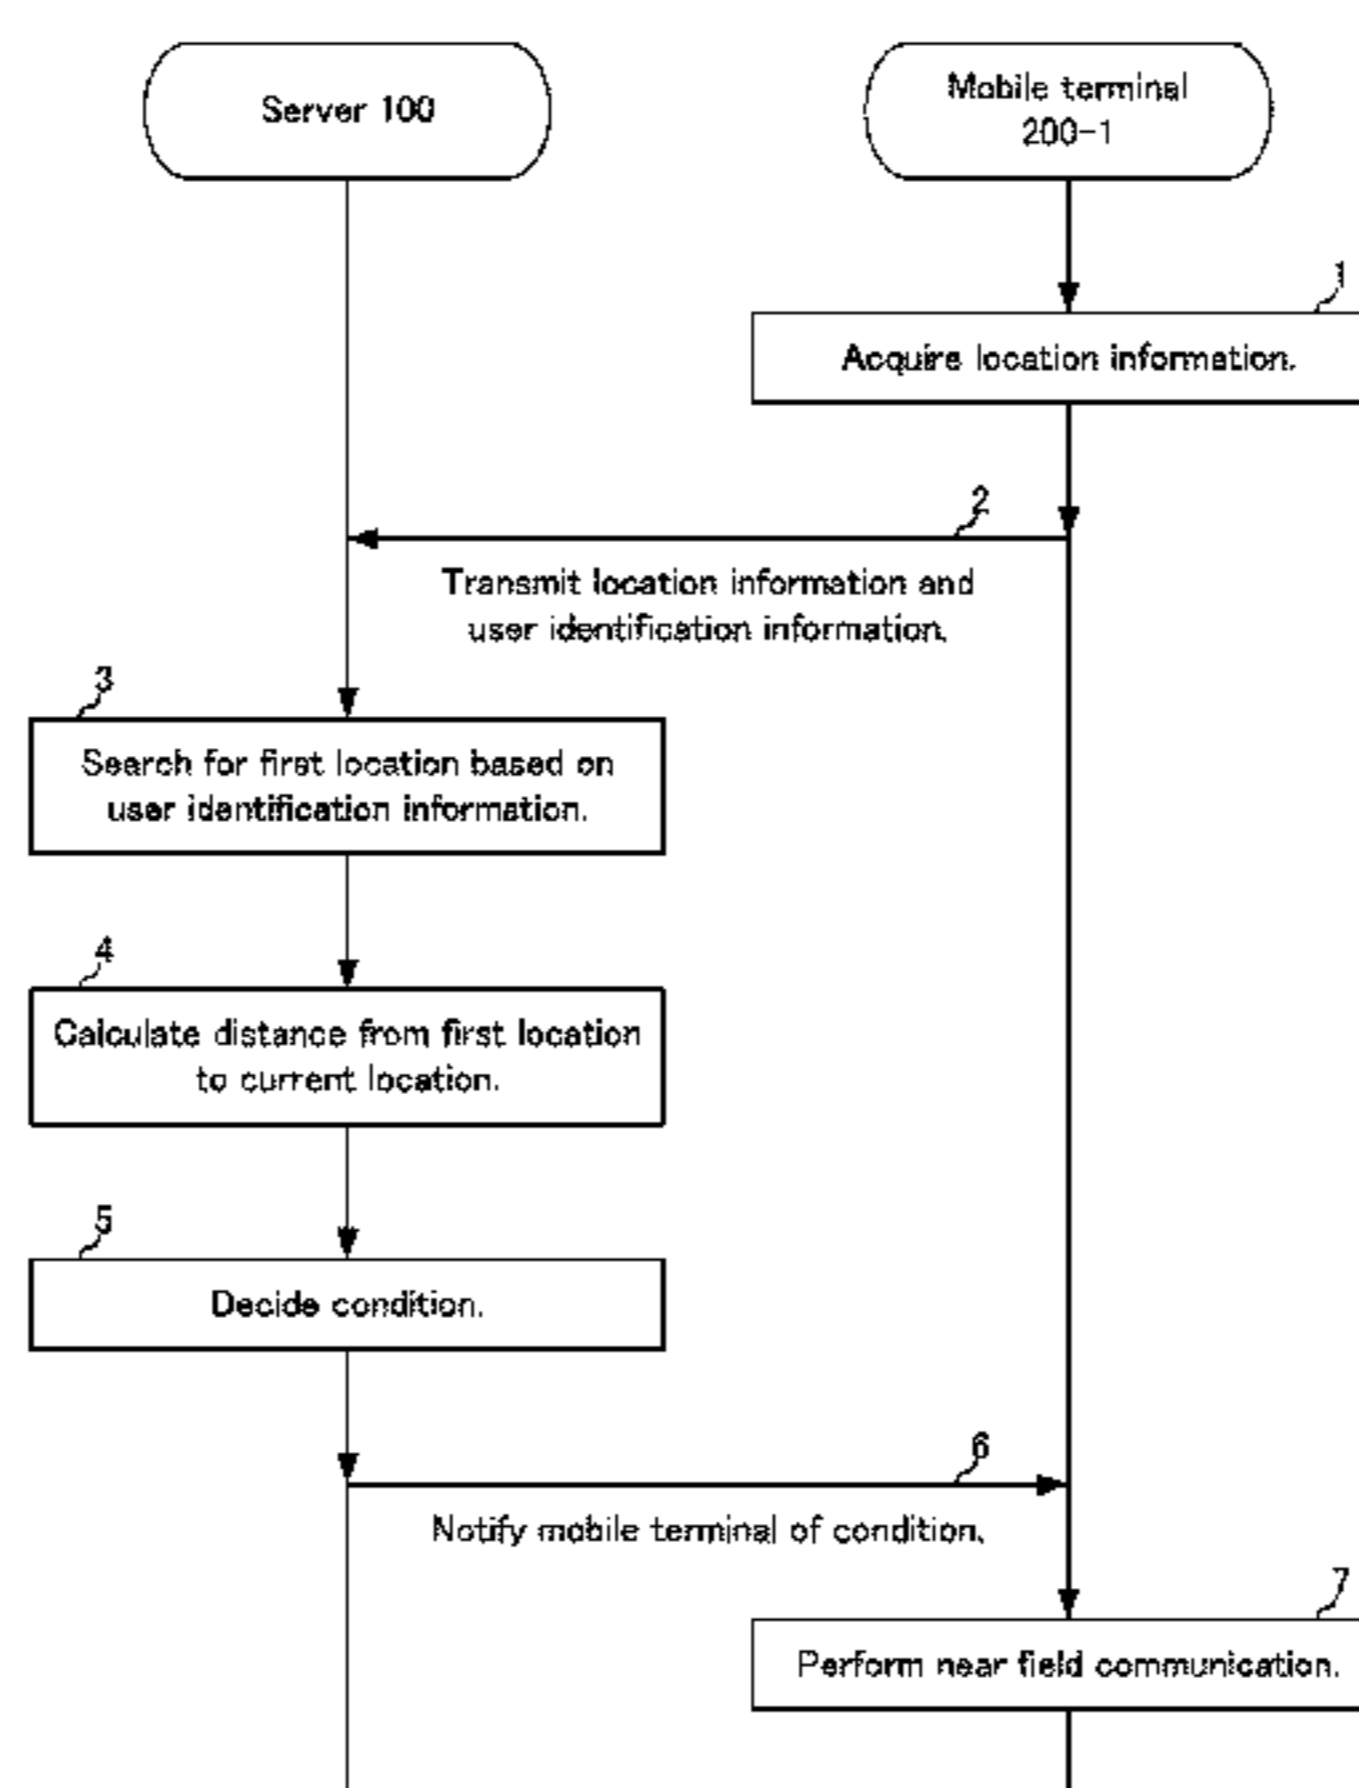 Server 100
Mobile terminal
200-1
1
Acquire location information.
2
Transmit location information and
user identification information.
3
Search for first location based on
user identification information.
4
Calculate distance from first location
to current location.
5
Decide condition.
6
Notify mobile terminal of condition.
7
Perform near field communication.